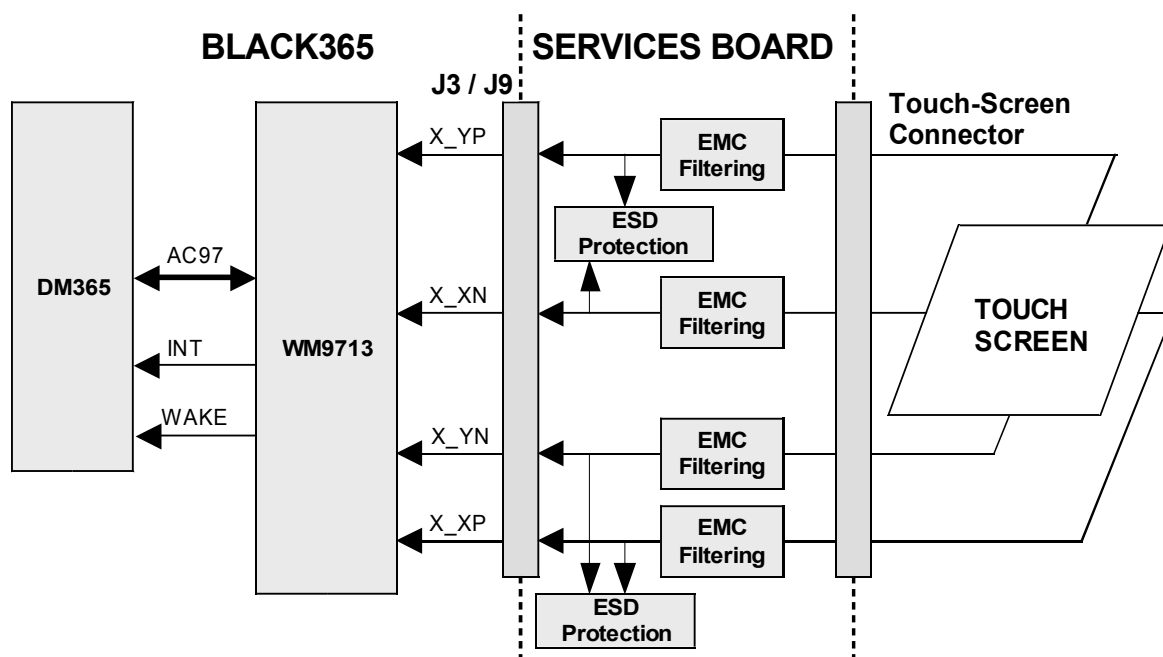 BLACK365
SERVICES BOARD
J3 / J9
Touch-Screen
Connector
X_YP
EMC
Filtering
ESD
Protection
AC97
DM365
X_XN
EMC
Filtering
TOUCH
SCREEN
INT
WM9713
WAKE
X_YN
EMC
Filtering
X_XP
EMC
Filtering
ESD
Protection